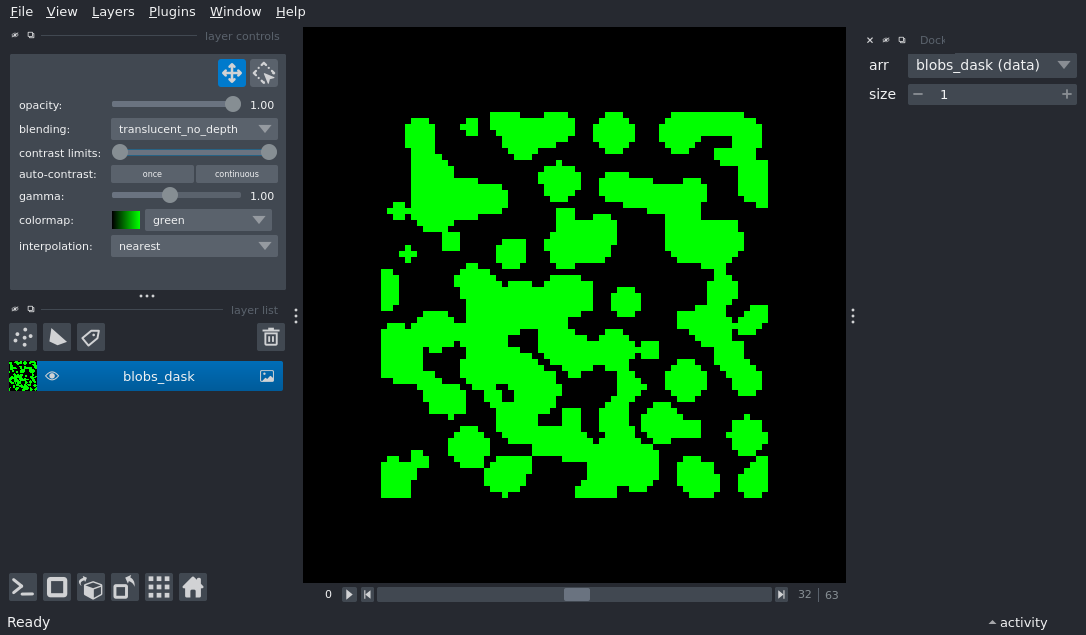 File View Layers Plugins Window Help
layer controls
opacity: 1.00
blending: translucent_no_depth
contrast limits:
auto-contrast: once continuous
gamma: 1.00
colormap: green
interpolation: nearest
layer list
blobs_dask
0 32 63
Dock
arr blobs_dask (data)
size 1
Ready
activity